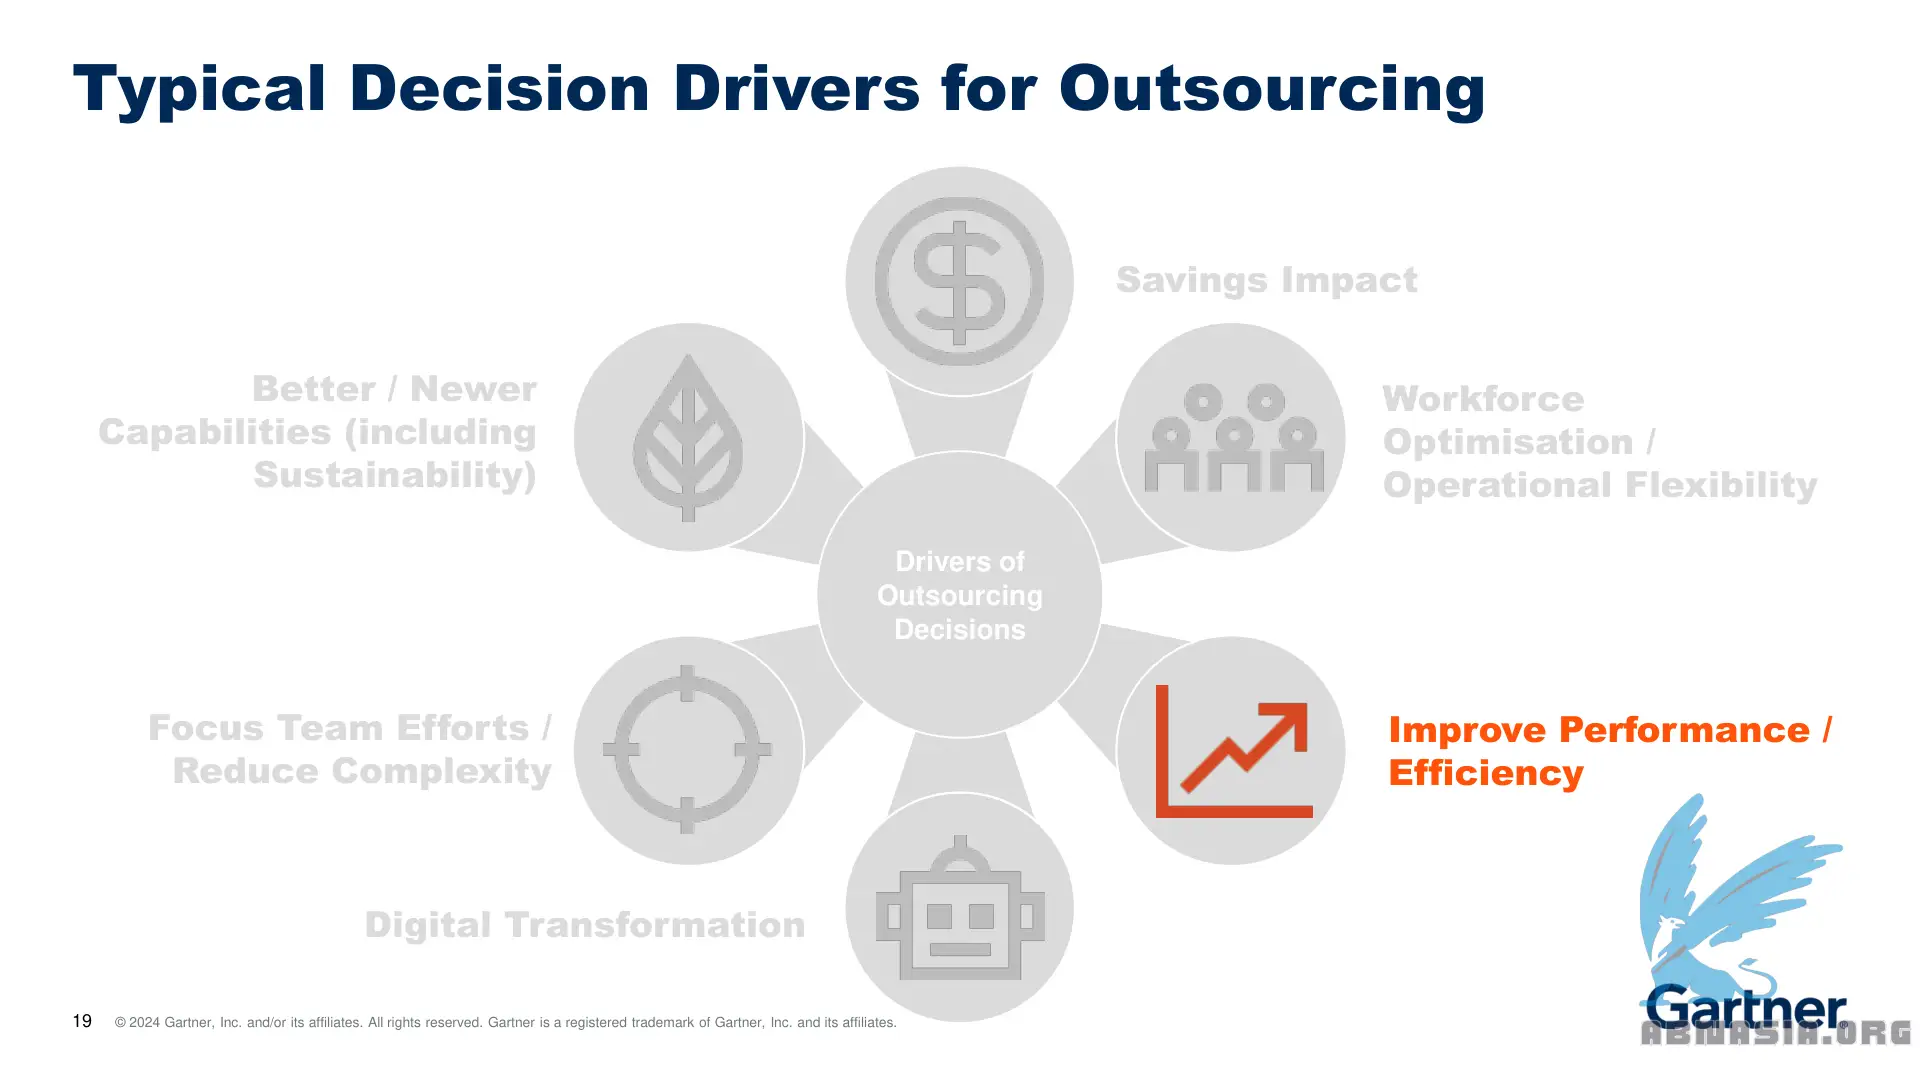 Typical Decision Drivers for Outsourcing
Savings Impact
Better / Newer
Capabilities (including
Sustainability)
Workforce
Optimisation /
Operational Flexibility
Drivers of
Outsourcing
Decisions
Focus Team Efforts /
Reduce Complexity
Improve Performance /
Efficiency
Digital Transformation
19 © 2024 Gartner, Inc. and/or its affiliates. All rights reserved. Gartner is a registered trademark of Gartner, Inc. and its affiliates.
Gartner®
ABNASIA.ORG